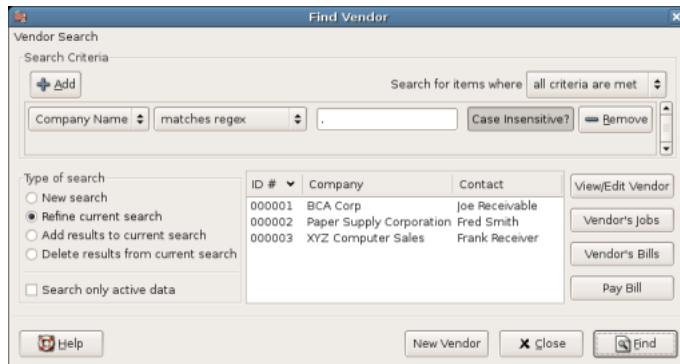 Find Vendor
Vendor Search
Search Criteria
Add
Search for items where all criteria are met
Company Name matches regex . Case Insensitive? Remove
Type of search
New search
Refine current search
Add results to current search
Delete results from current search
Search only active data
ID # Company Contact
000001 BCA Corp Joe Receivable
000002 Paper Supply Corporation Fred Smith
000003 XYZ Computer Sales Frank Receiver
View/Edit Vendor
Vendor's Jobs
Vendor's Bills
Pay Bill
Help New Vendor Close Find